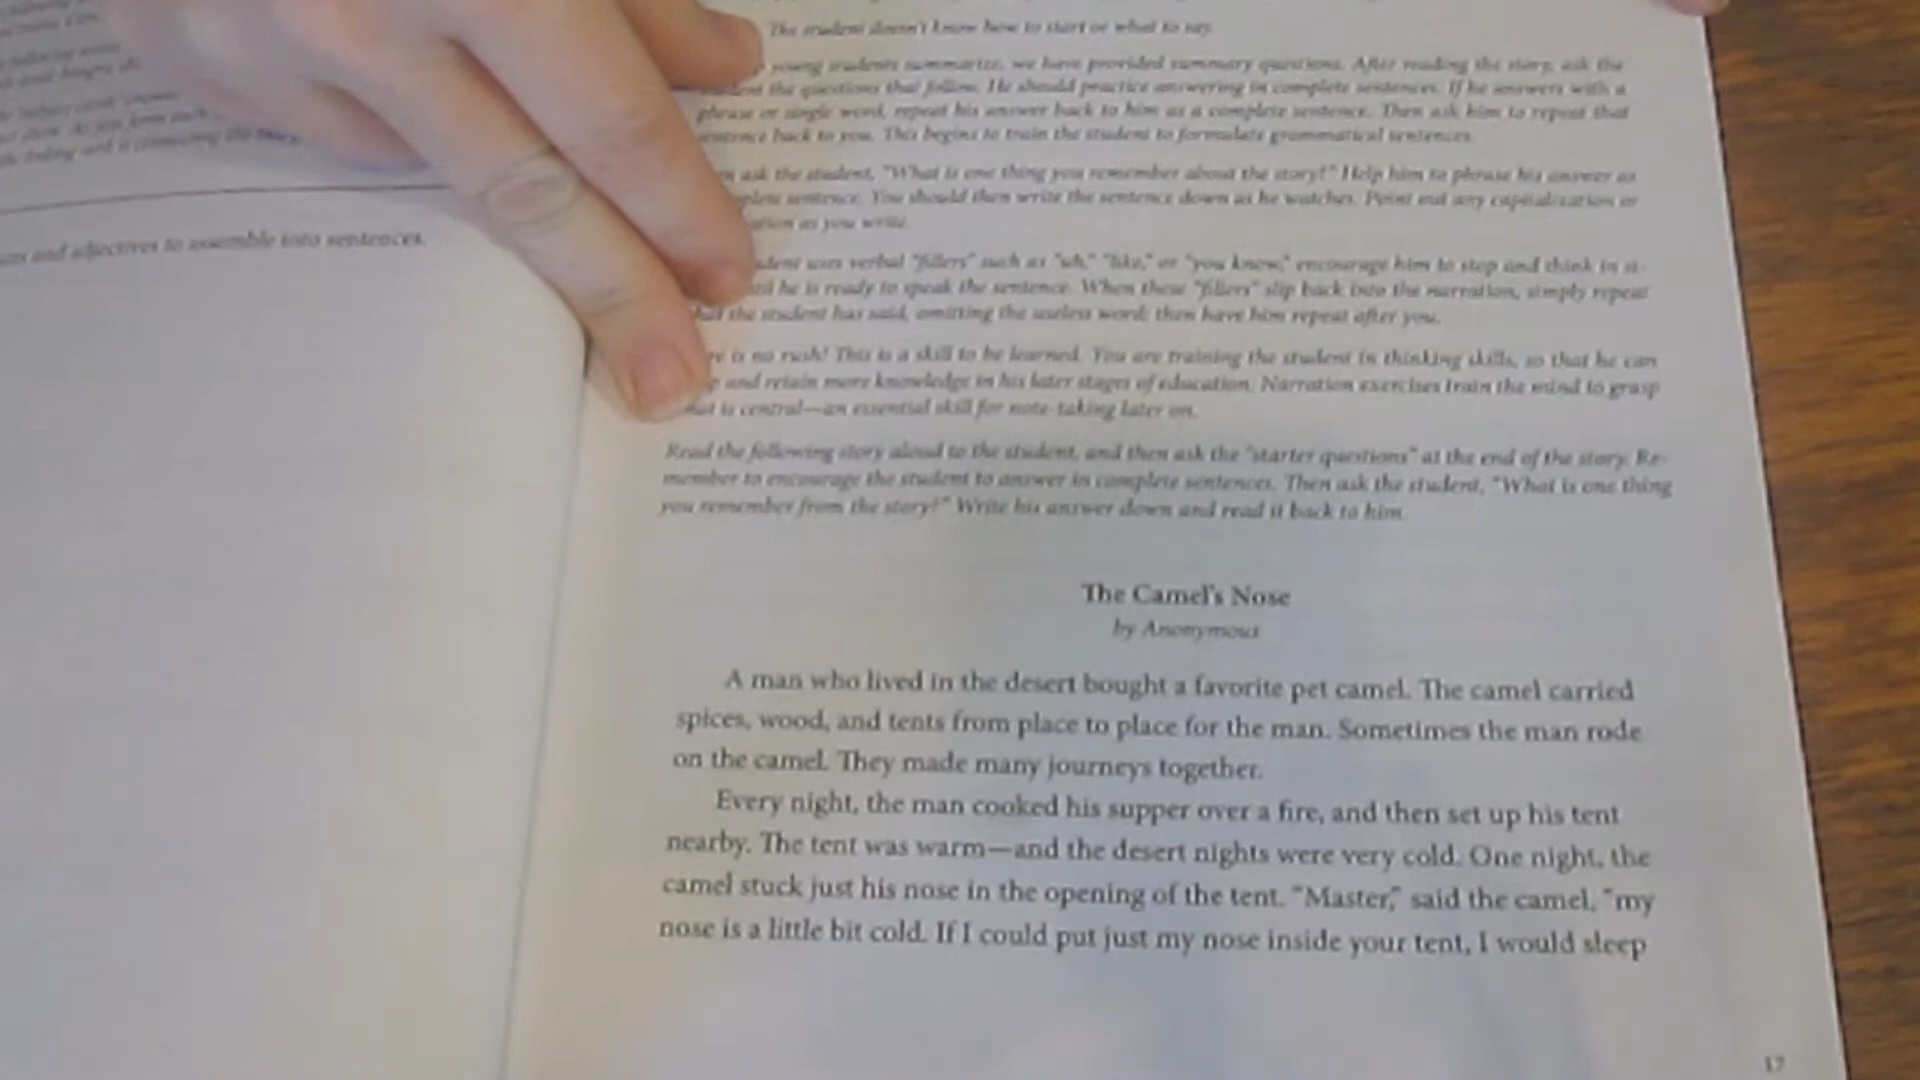 ns and adjectives to assemble into sentences.
The student doesn't know how to start or what to say.
young students summarize, we have provided summary questions. After reading the story, ask the
the questions that follow. He should practice answering in complete sentences. If he answers with a
phrase or single word, repeat his answer back to him as a complete sentence. Then ask him to repeat that
sentence back to you. This begins to train the student to formulate grammatical sentences.
ask the student, "What is one thing you remember about the story?" Help him to phrase his answer as
sentence. You should then write the sentence down as he watches. Point out any capitalization or
as you write.
uses verbal "fillers" such as "uh," "like," or "you know," encourage him to stop and think in si-
he is ready to speak the sentence. When these "fillers" slip back into the narration, simply repeat
the student has said, omitting the useless word; then have him repeat after you.
is no rush! This is a skill to be learned. You are training the student in thinking skills, so that he can
and retain more knowledge in his later stages of education. Narration exercises train the mind to grasp
is central—an essential skill for note-taking later on.
Read the following story aloud to the student, and then ask the "starter questions" at the end of the story. Re-
member to encourage the student to answer in complete sentences. Then ask the student, "What is one thing
you remember from the story?" Write his answer down and read it back to him.
The Camel's Nose
by Anonymous
A man who lived in the desert bought a favorite pet camel. The camel carried
spices, wood, and tents from place to place for the man. Sometimes the man rode
on the camel. They made many journeys together.
Every night, the man cooked his supper over a fire, and then set up his tent
nearby. The tent was warm—and the desert nights were very cold. One night, the
camel stuck just his nose in the opening of the tent. "Master," said the camel, "my
nose is a little bit cold. If I could put just my nose inside your tent, I would sleep
17